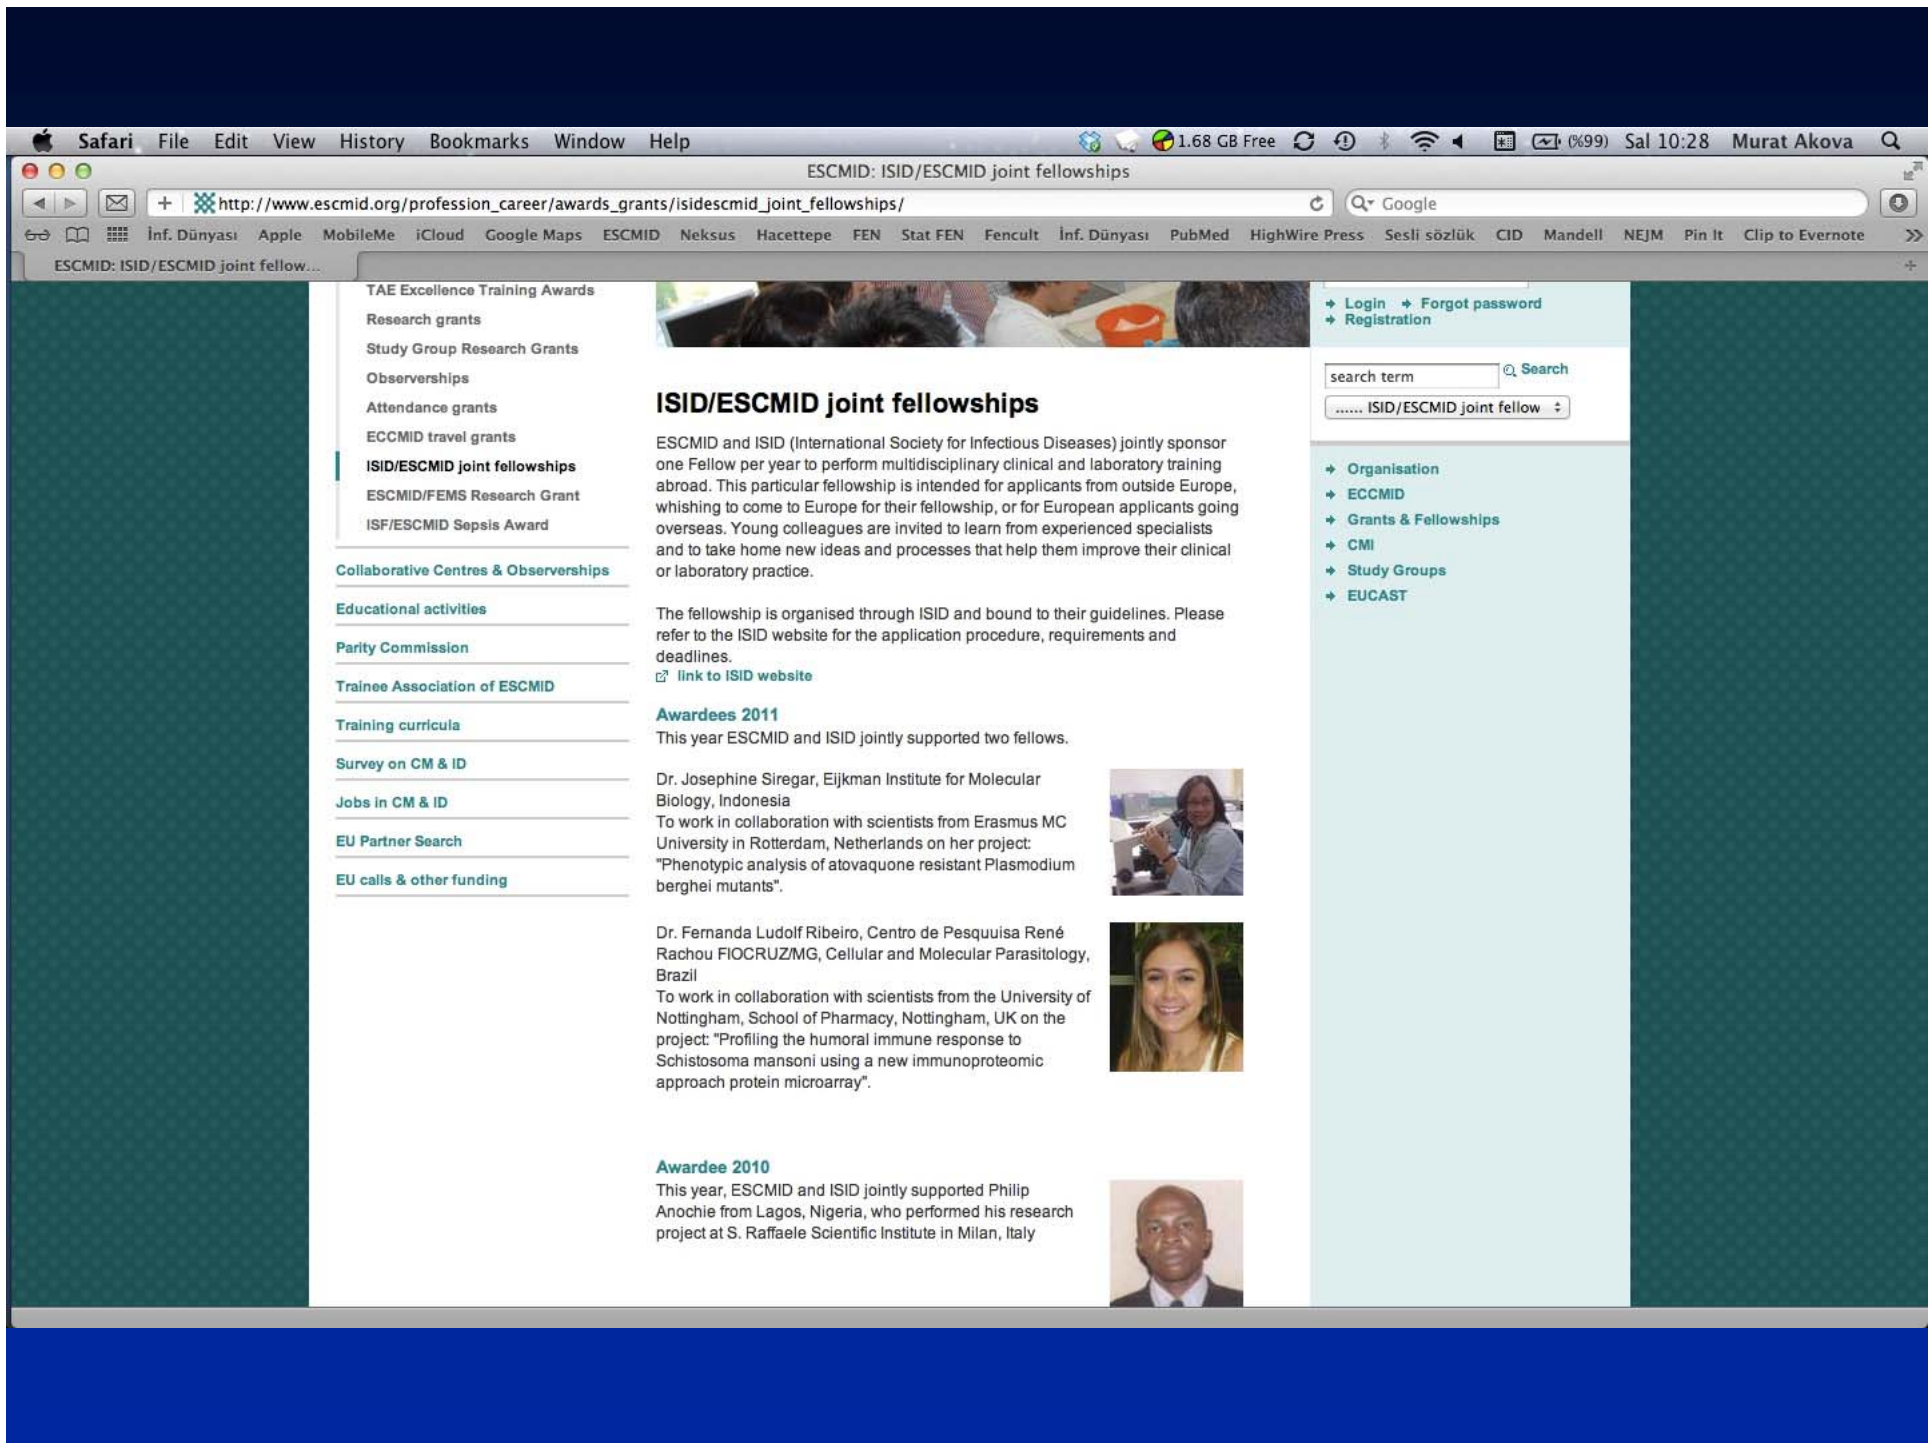 Safari File Edit View History Bookmarks Window Help 1.68 GB Free (%99) Sal 10:28 Murat Akova
ESCMID: ISID/ESCMID joint fellowships
http://www.escmid.org/profession_career/awards_grants/isidescmid_joint_fellowships/ Google
İnf. Dünyası Apple MobileMe iCloud Google Maps ESCMID Neksus Hacettepe FEN Stat FEN Fencult İnf. Dünyası PubMed HighWire Press Sesli sözlük CID Mandell NEJM Pin It Clip to Evernote
ESCMID: ISID/ESCMID joint fellow...
TAE Excellence Training Awards
Research grants
Study Group Research Grants
Observerships
Attendance grants
ECCMID travel grants
ISID/ESCMID joint fellowships
ESCMID/FEMS Research Grant
ISF/ESCMID Sepsis Award
Collaborative Centres & Observerships
Educational activities
Parity Commission
Trainee Association of ESCMID
Training curricula
Survey on CM & ID
Jobs in CM & ID
EU Partner Search
EU calls & other funding
ISID/ESCMID joint fellowships
ESCMID and ISID (International Society for Infectious Diseases) jointly sponsor
one Fellow per year to perform multidisciplinary clinical and laboratory training
abroad. This particular fellowship is intended for applicants from outside Europe,
whishing to come to Europe for their fellowship, or for European applicants going
overseas. Young colleagues are invited to learn from experienced specialists
and to take home new ideas and processes that help them improve their clinical
or laboratory practice.
The fellowship is organised through ISID and bound to their guidelines. Please
refer to the ISID website for the application procedure, requirements and
deadlines.
link to ISID website
Awardees 2011
This year ESCMID and ISID jointly supported two fellows.
Dr. Josephine Siregar, Eijkman Institute for Molecular
Biology, Indonesia
To work in collaboration with scientists from Erasmus MC
University in Rotterdam, Netherlands on her project:
"Phenotypic analysis of atovaquone resistant Plasmodium
berghei mutants".
Dr. Fernanda Ludolf Ribeiro, Centro de Pesquuisa René
Rachou FIOCRUZ/MG, Cellular and Molecular Parasitology,
Brazil
To work in collaboration with scientists from the University of
Nottingham, School of Pharmacy, Nottingham, UK on the
project: "Profiling the humoral immune response to
Schistosoma mansoni using a new immunoproteomic
approach protein microarray".
Awardee 2010
This year, ESCMID and ISID jointly supported Philip
Anochie from Lagos, Nigeria, who performed his research
project at S. Raffaele Scientific Institute in Milan, Italy
Login Forgot password
Registration
search term Search
...... ISID/ESCMID joint fellow
Organisation
ECCMID
Grants & Fellowships
CMI
Study Groups
EUCAST